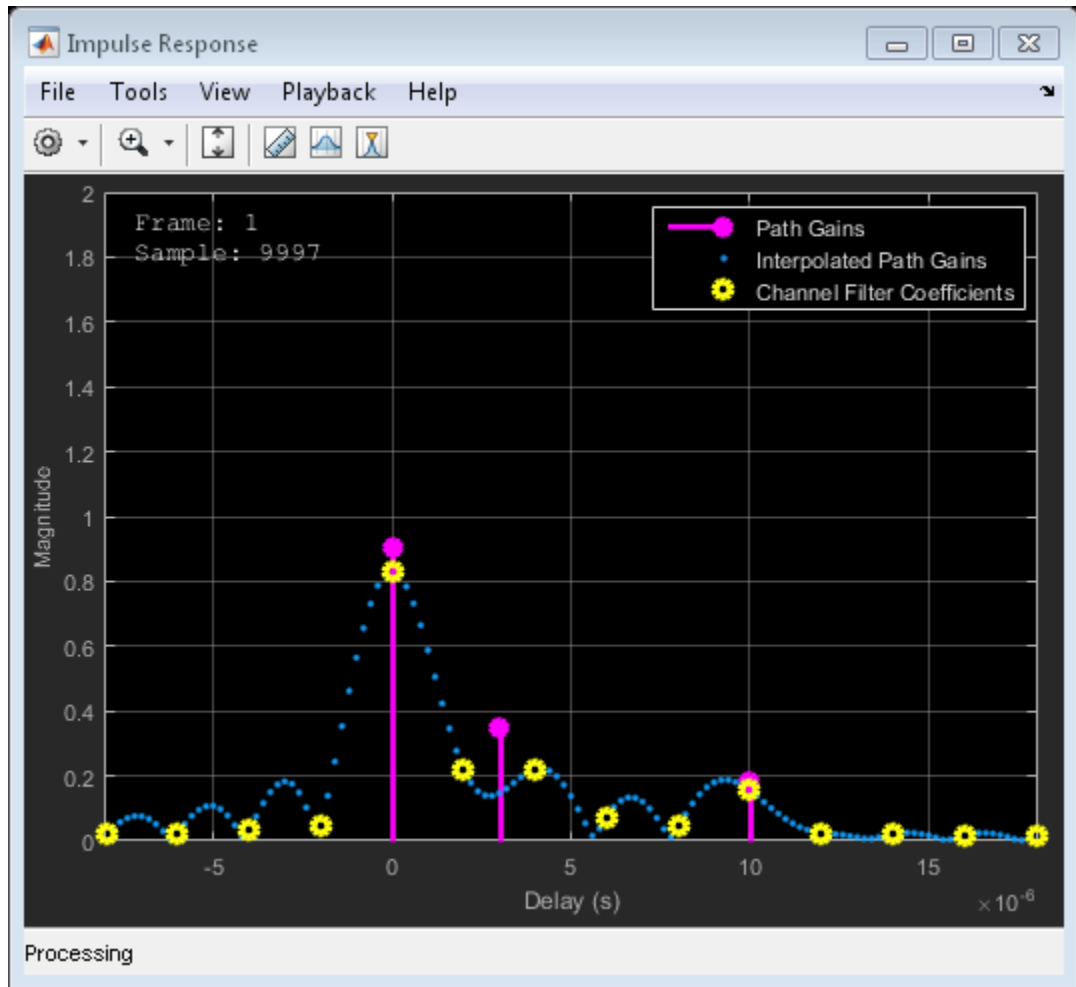 Impulse Response
File Tools View Playback Help
Frame: 1
Sample: 9997
Path Gains
Interpolated Path Gains
Channel Filter Coefficients
2
1.8
1.6
1.4
1.2
1
0.8
0.6
0.4
0.2
0
Magnitude
-5 0 5 10 15
Delay (s)
×10⁻⁶
Processing